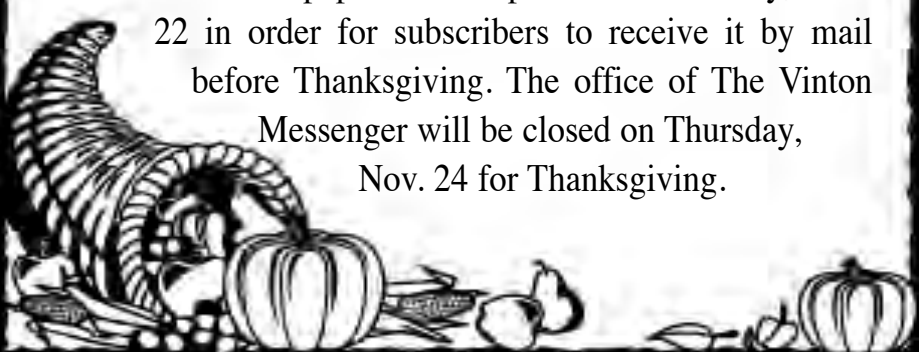 22 in order for subscribers to receive it by mail
before Thanksgiving. The office of The Vinton
Messenger will be closed on Thursday,
Nov. 24 for Thanksgiving.